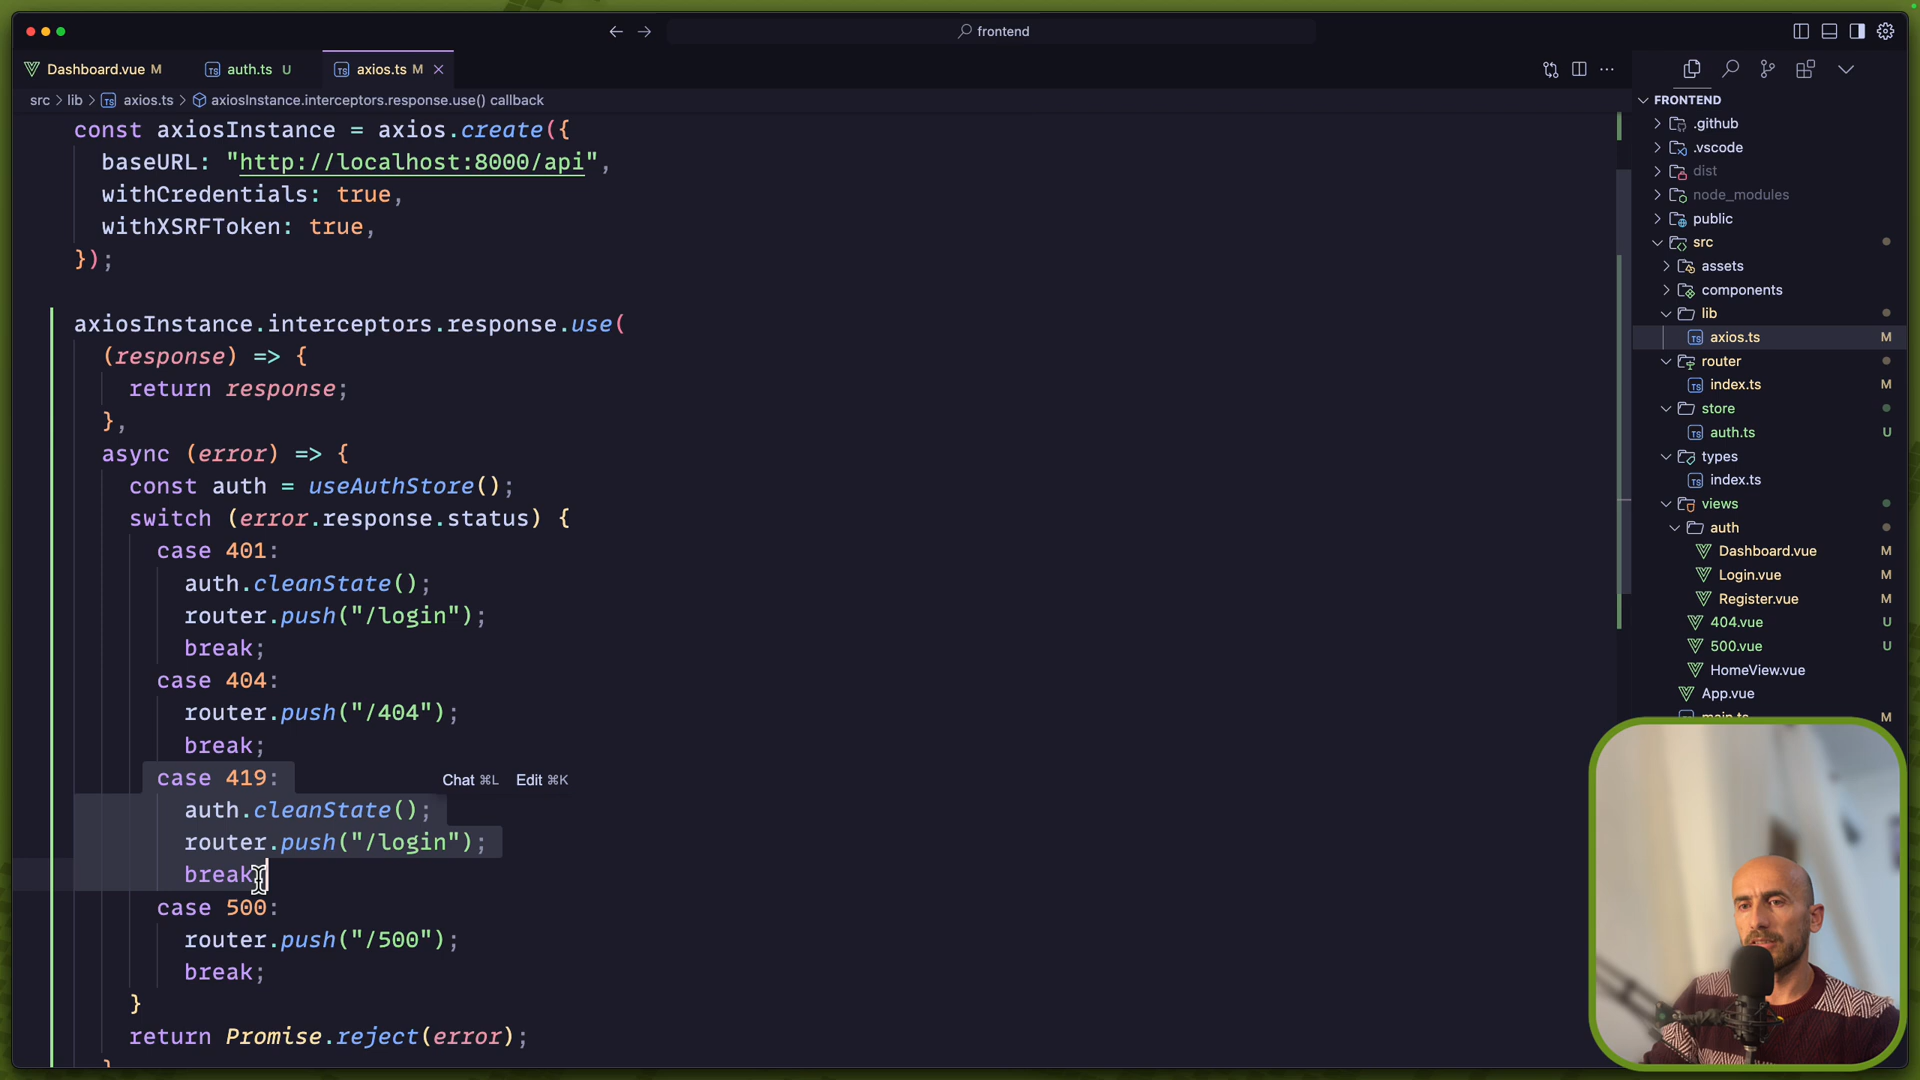 frontend
Dashboard.vue M
auth.ts U
axios.ts M
src > lib > axios.ts > axiosInstance.interceptors.response.use() callback
const axiosInstance = axios.create({
baseURL: "http://localhost:8000/api",
withCredentials: true,
withXSRFToken: true,
});
axiosInstance.interceptors.response.use(
(response) => {
return response;
},
async (error) => {
const auth = useAuthStore();
switch (error.response.status) {
case 401:
auth.cleanState();
router.push("/login");
break;
case 404:
router.push("/404");
break;
case 419:
Chat ⌘L Edit ⌘K
auth.cleanState();
router.push("/login");
break;
case 500:
router.push("/500");
break;
}
return Promise.reject(error);
FRONTEND
.github
.vscode
dist
node_modules
public
src
assets
components
lib
axios.ts M
router
index.ts M
store
auth.ts U
types
index.ts
views
auth
Dashboard.vue M
Login.vue M
Register.vue M
404.vue U
500.vue U
HomeView.vue
App.vue
main.ts M